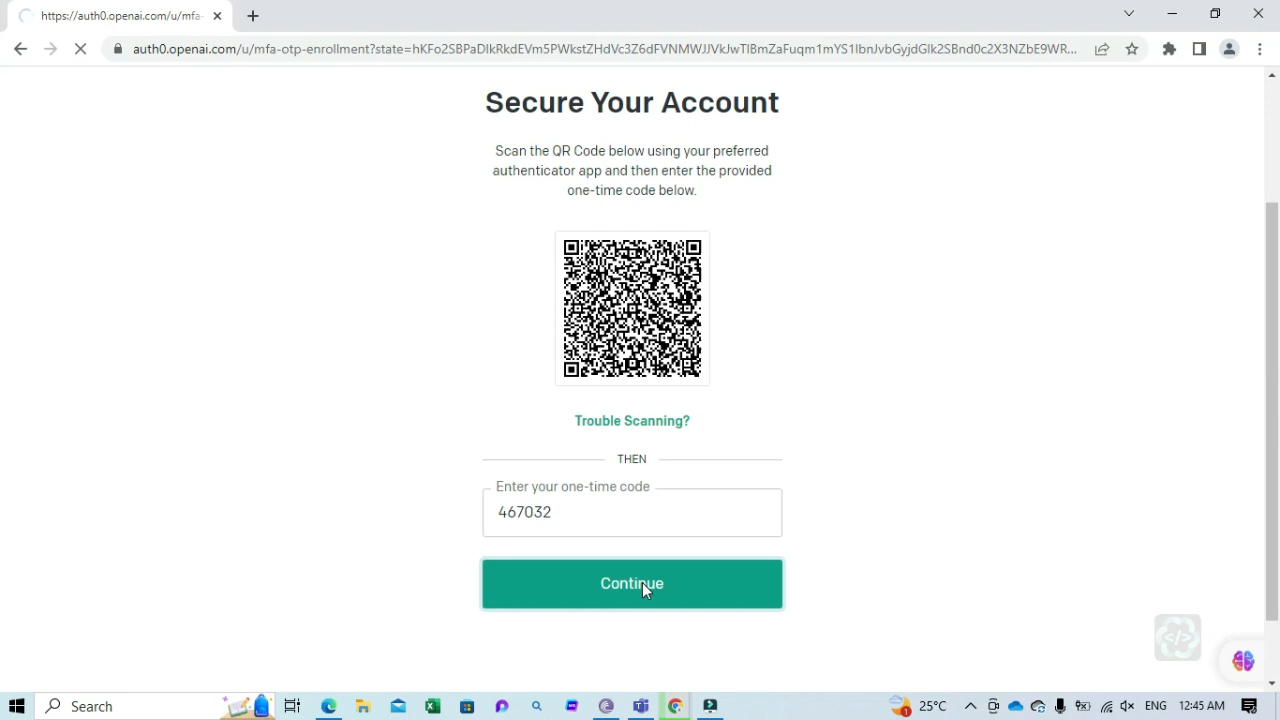 https://auth0.openai.com/u/mfa-
auth0.openai.com/u/mfa-otp-enrollment?state=hKFo2SBPaDlkRkdEVm5PWkstZHdVc3Z6dFVNMWJJVkJwTlBmZaFuqm1mYS1lbnJvbGyjdGlk2SBnd0c2X3NZbE9WR...
Secure Your Account
Scan the QR Code below using your preferred
authenticator app and then enter the provided
one-time code below.
Trouble Scanning?
THEN
Enter your one-time code
467032
Continue
</>
Search
1
25°C
ENG
12:45 AM